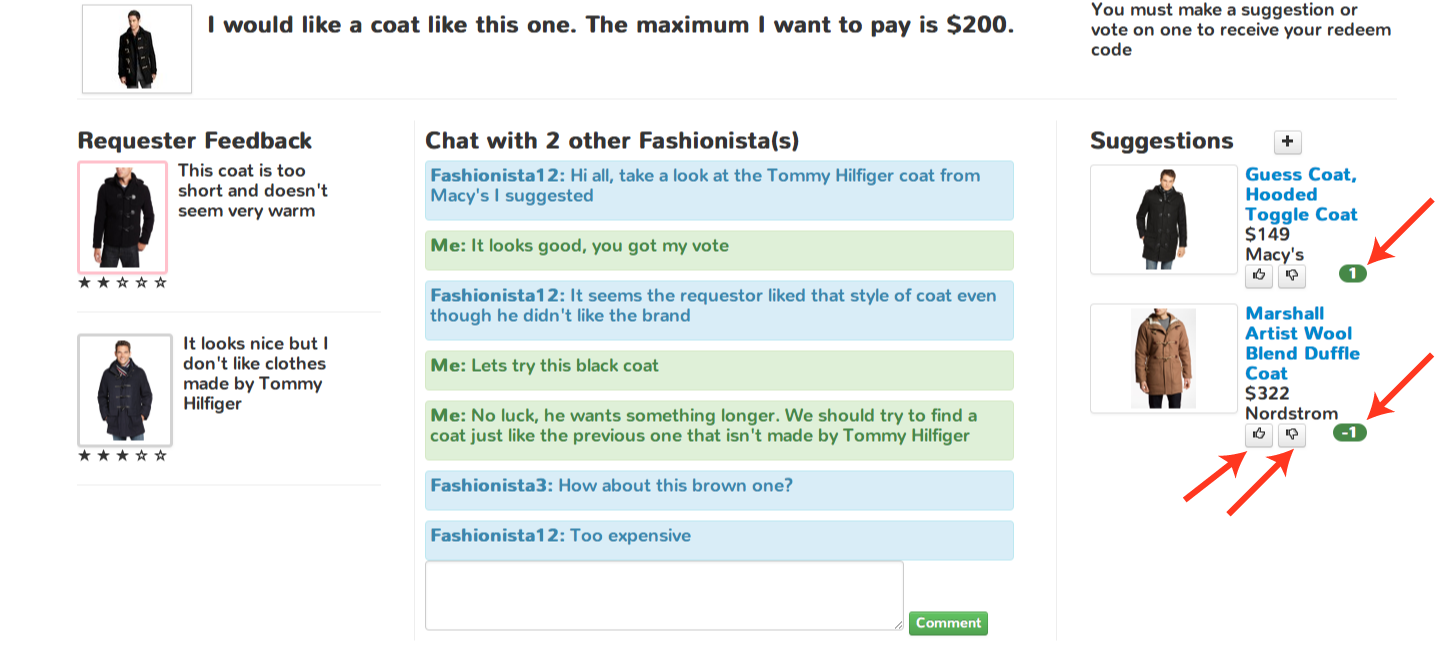 I would like a coat like this one. The maximum I want to pay is $200.
You must make a suggestion or
vote on one to receive your redeem
code
Requester Feedback
This coat is too
short and doesn't
seem very warm
It looks nice but I
don't like clothes
made by Tommy
Hilfiger
Chat with 2 other Fashionista(s)
Fashionista12: Hi all, take a look at the Tommy Hilfiger coat from
Macy's I suggested
Me: It looks good, you got my vote
Fashionista12: It seems the requestor liked that style of coat even
though he didn't like the brand
Me: Lets try this black coat
Me: No luck, he wants something longer. We should try to find a
coat just like the previous one that isn't made by Tommy Hilfiger
Fashionista3: How about this brown one?
Fashionista12: Too expensive
Comment
Suggestions +
Guess Coat,
Hooded
Toggle Coat
$149
Macy's
1
Marshall
Artist Wool
Blend Duffle
Coat
$322
Nordstrom
-1